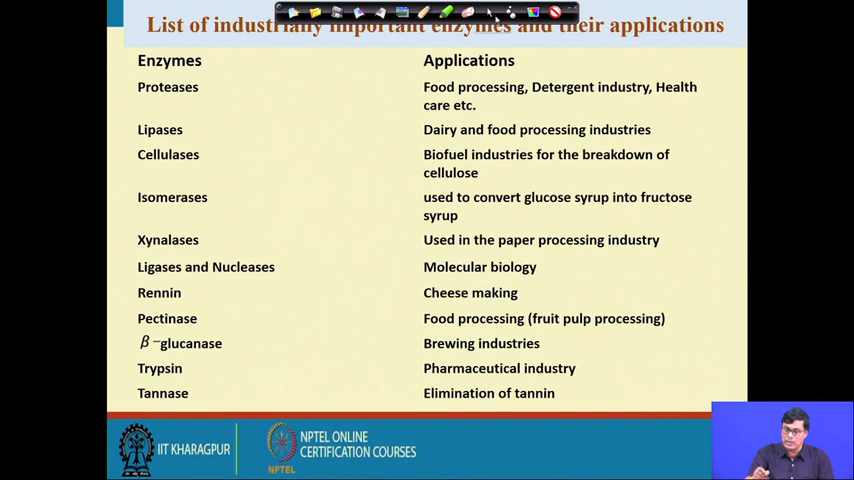 List of industrially important enzymes and their applications
Enzymes Applications
Proteases Food processing, Detergent industry, Health
care etc.
Lipases Dairy and food processing industries
Cellulases Biofuel industries for the breakdown of
cellulose
Isomerases used to convert glucose syrup into fructose
syrup
Xynalases Used in the paper processing industry
Ligases and Nucleases Molecular biology
Rennin Cheese making
Pectinase Food processing (fruit pulp processing)
β–glucanase Brewing industries
Trypsin Pharmaceutical industry
Tannase Elimination of tannin
IIT KHARAGPUR
NPTEL
NPTEL ONLINE
CERTIFICATION COURSES